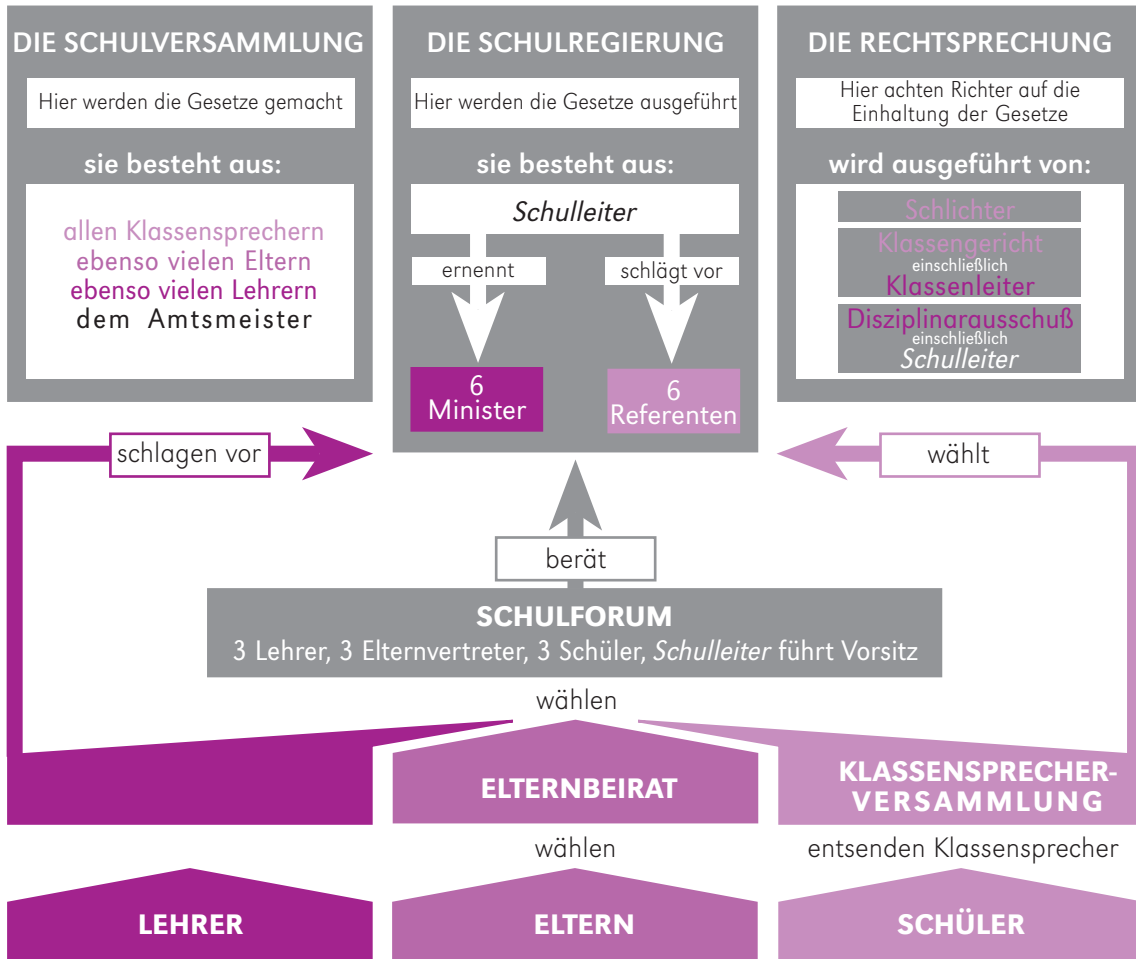 DIE SCHULVERSAMMLUNG
Hier werden die Gesetze gemacht
sie besteht aus:
allen Klassensprechern
ebenso vielen Eltern
ebenso vielen Lehrern
dem Amtsmeister
DIE SCHULREGIERUNG
Hier werden die Gesetze ausgeführt
sie besteht aus:
Schulleiter
ernennt
schlägt vor
6
Minister
6
Referenten
DIE RECHTSPRECHUNG
Hier achten Richter auf die
Einhaltung der Gesetze
wird ausgeführt von:
Schlichter
Klassengericht
einschließlich
Klassenleiter
Disziplinarausschuß
einschließlich
Schulleiter
schlagen vor
wählt
berät
SCHULFORUM
3 Lehrer, 3 Elternvertreter, 3 Schüler, Schulleiter führt Vorsitz
wählen
ELTERNBEIRAT
KLASSENSPRECHER-
VERSAMMLUNG
wählen
entsenden Klassensprecher
LEHRER
ELTERN
SCHÜLER